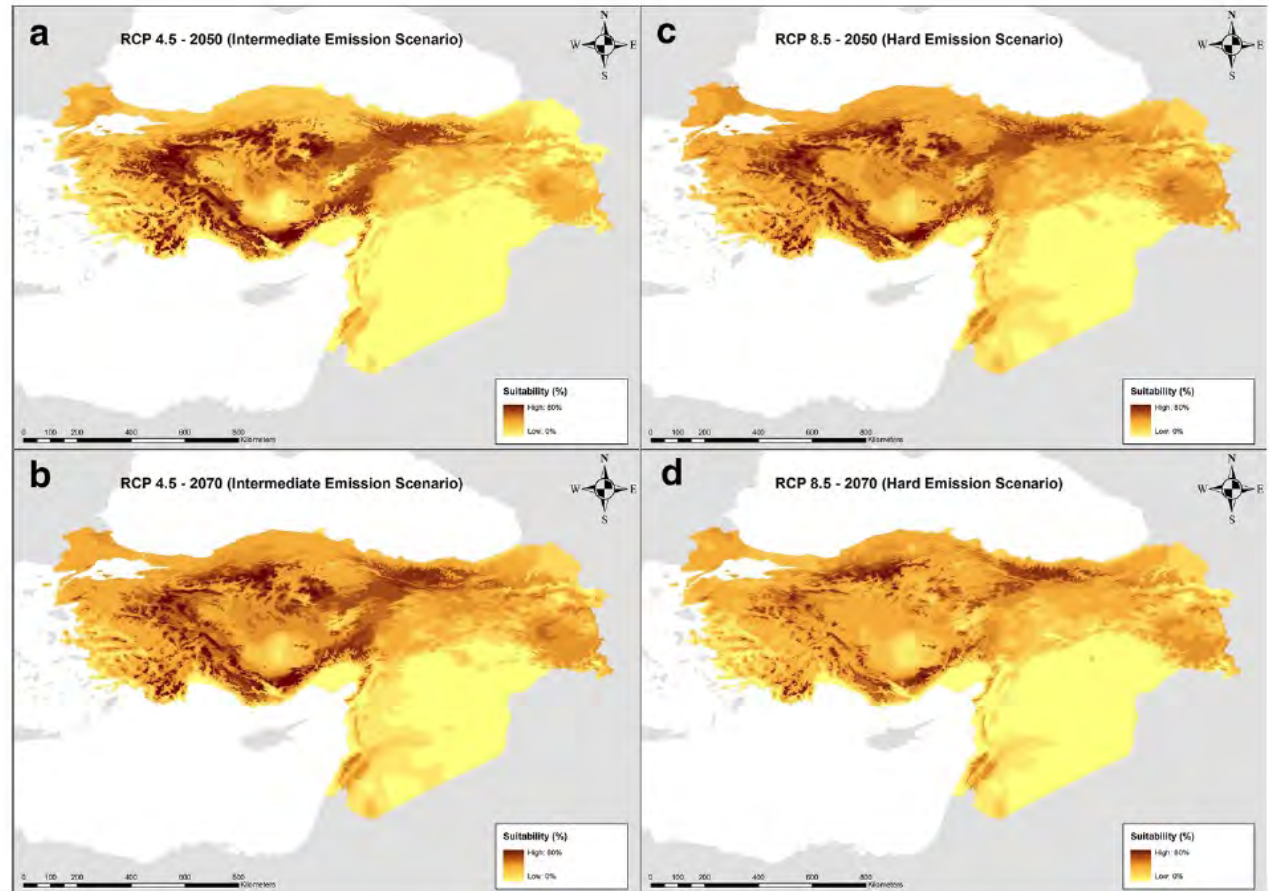 a
RCP 4.5 - 2050 (Intermediate Emission Scenario)
N
W E
S
Suitability (%)
High: 80%
Low: 0%
0 100 200 400 600 800
Kilometers
c
RCP 8.5 - 2050 (Hard Emission Scenario)
N
W E
S
Suitability (%)
High: 80%
Low: 0%
0 100 200 400 600 800
Kilometers
b
RCP 4.5 - 2070 (Intermediate Emission Scenario)
N
W E
S
Suitability (%)
High: 80%
Low: 0%
0 100 200 400 600 800
Kilometers
d
RCP 8.5 - 2070 (Hard Emission Scenario)
N
W E
S
Suitability (%)
High: 80%
Low: 0%
0 100 200 400 600 800
Kilometers